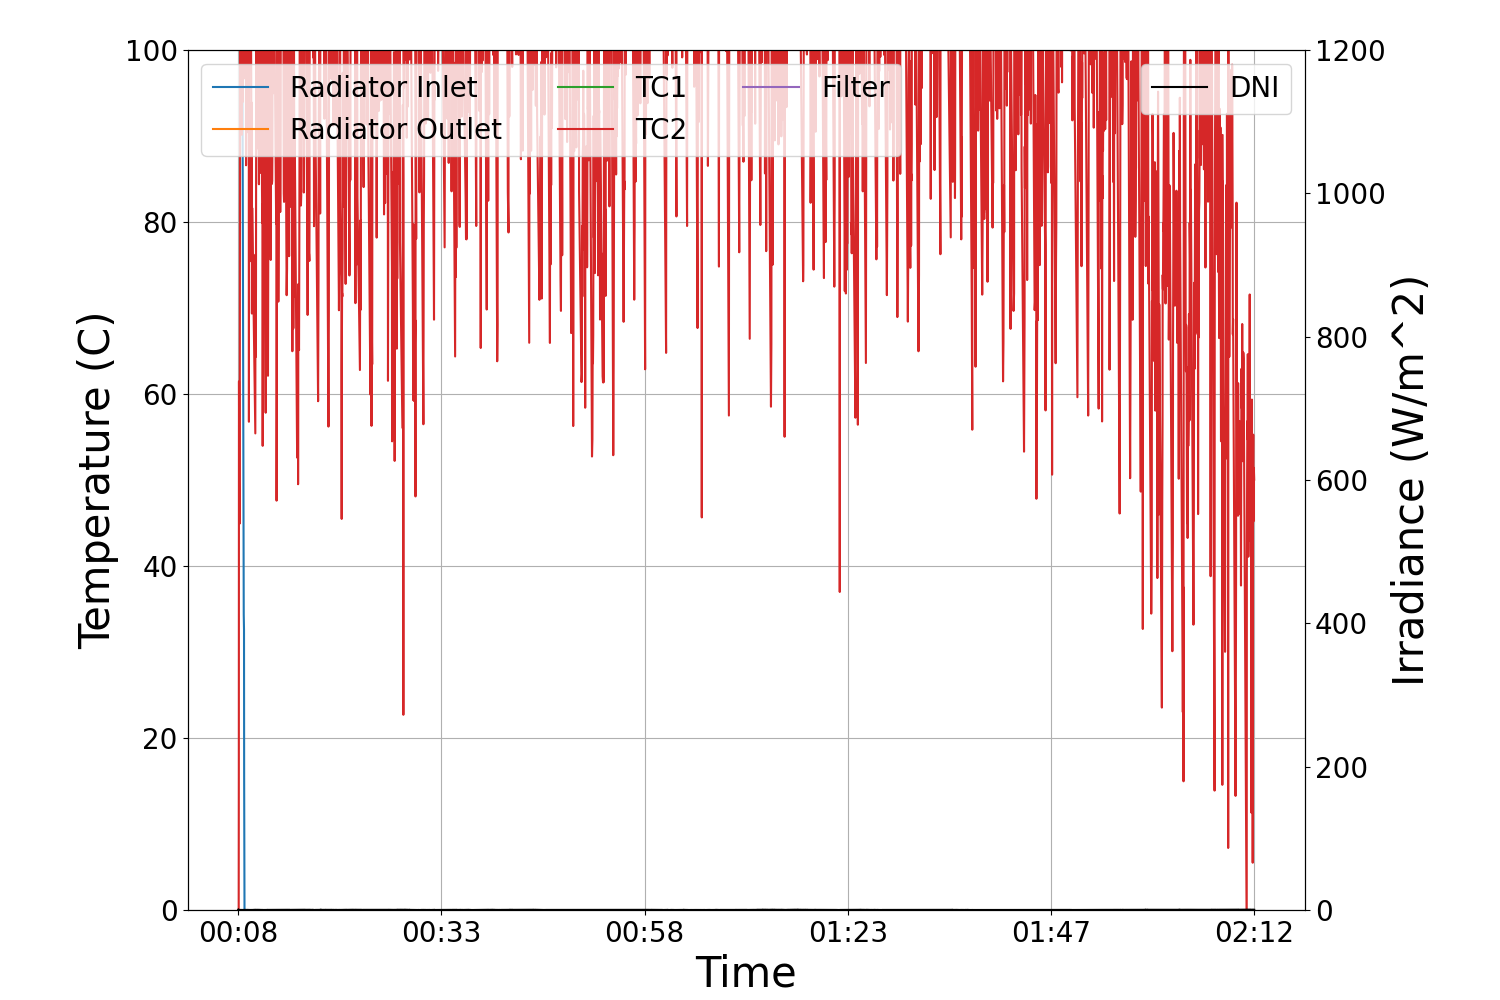 100
80
60
40
20
0
Temperature (C)
Radiator Inlet
Radiator Outlet
TC1
TC2
Filter
DNI
1200
1000
800
600
400
200
0
Irradiance (W/m^2)
00:08 00:33 00:58 01:23 01:47 02:12
Time